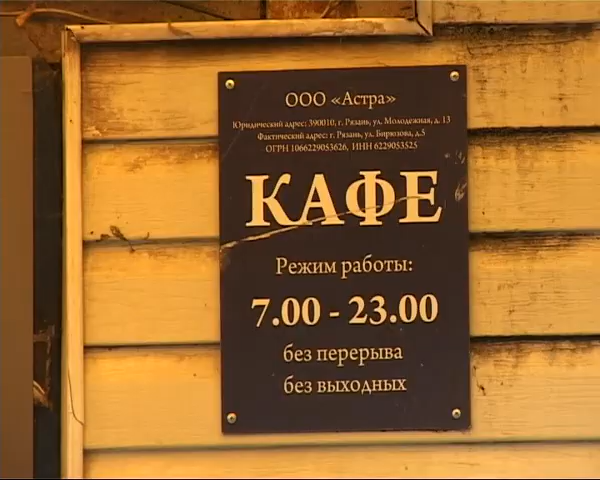 ООО «Астра»
Юридический адрес: 390010, г. Рязань, ул. Молодежная, д. 13
Фактический адрес: г. Рязань, ул. Бирюзова, д.5
ОГРН 1066229053626, ИНН 6229053525
КАФЕ
Режим работы:
7.00 - 23.00
без перерыва
без выходных